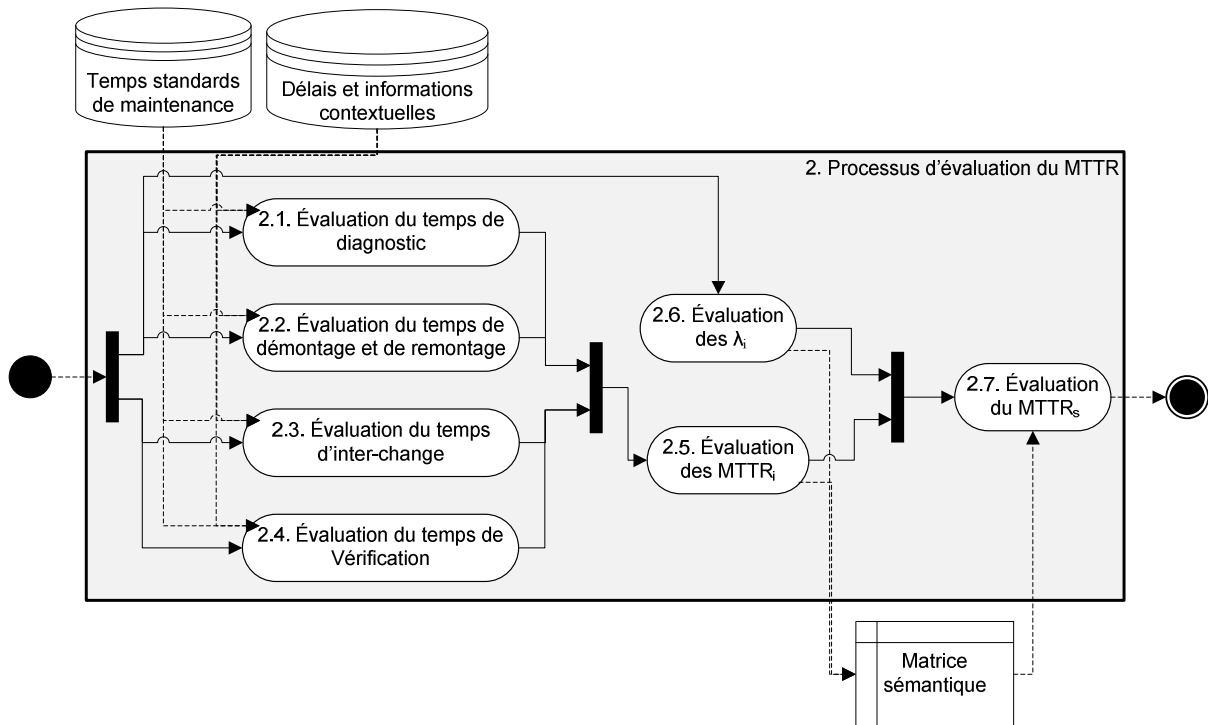 Temps standards
de maintenance
Délais et informations
contextuelles
2. Processus d'évaluation du MTTR
2.1. Évaluation du temps de
diagnostic
2.2. Évaluation du temps de
démontage et de remontage
2.3. Évaluation du temps
d'inter-change
2.4. Évaluation du temps de
Vérification
2.6. Évaluation
des λi
2.5. Évaluation
des MTTRi
2.7. Évaluation
du MTTRs
Matrice
sémantique